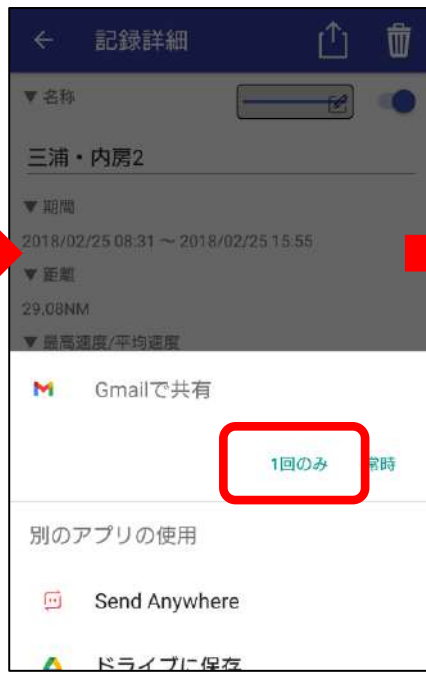 記録詳細
▼ 名称
三浦・内房2
▼ 期間
2018/02/25 08:31 ~ 2018/02/25 15:55
▼ 距離
29.08NM
▼ 最高速度/平均速度
Gmailで共有
1回のみ 常時
別のアプリの使用
Send Anywhere
ドライブに保存